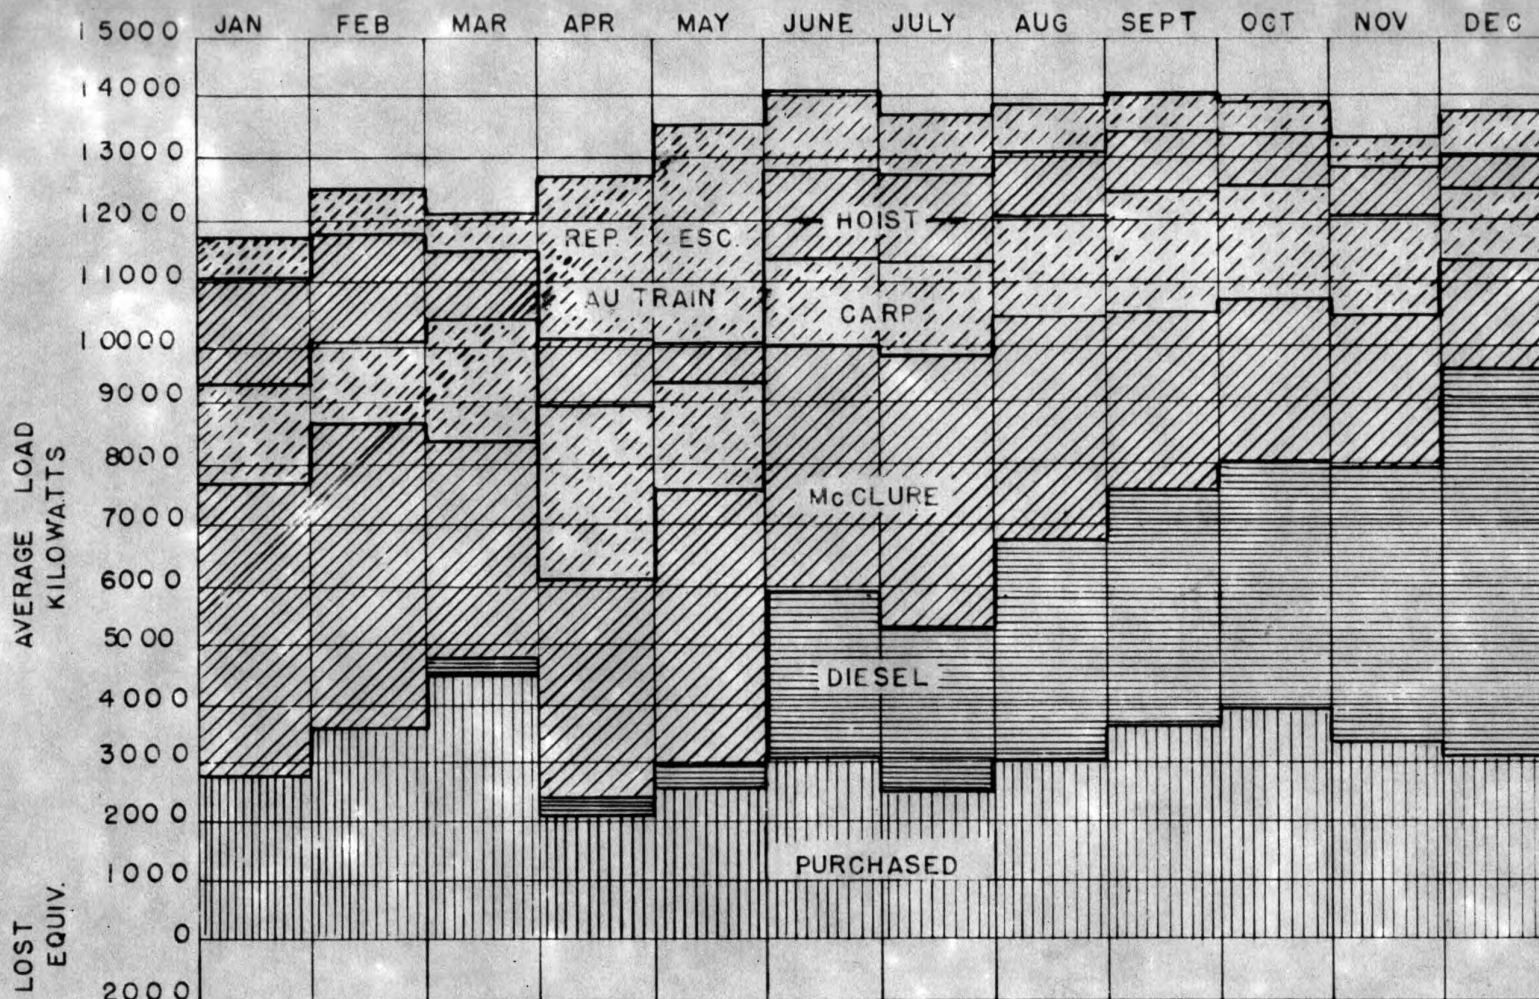 JAN FEB MAR APR MAY JUNE JULY AUG SEPT OCT NOV DEC
15000
14000
13000
12000
11000
10000
9000
8000
7000
6000
5000
4000
3000
2000
1000
0
2000
AVERAGE LOAD
KILOWATTS
LOST
EQUIV.
REP. ESC.
AU TRAIN
HOIST
CARP
McCLURE
DIESEL
PURCHASED